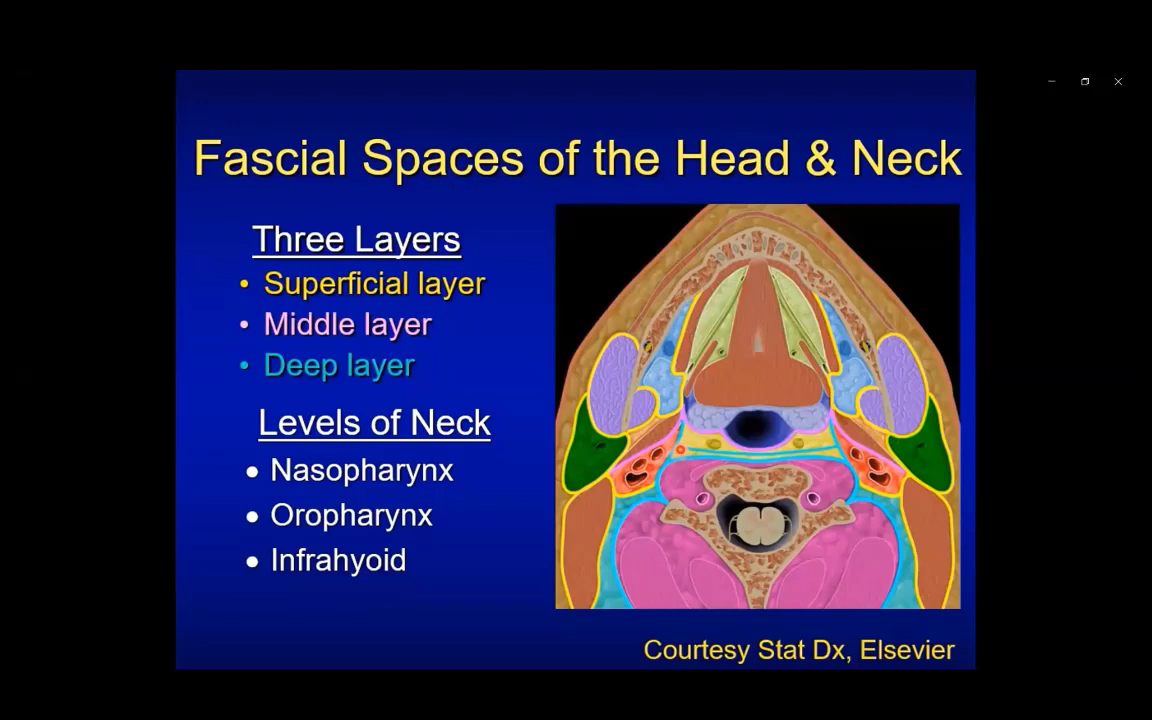 Fascial Spaces of the Head & Neck
Three Layers
• Superficial layer
• Middle layer
• Deep layer
Levels of Neck
• Nasopharynx
• Oropharynx
• Infrahyoid
Courtesy Stat Dx, Elsevier